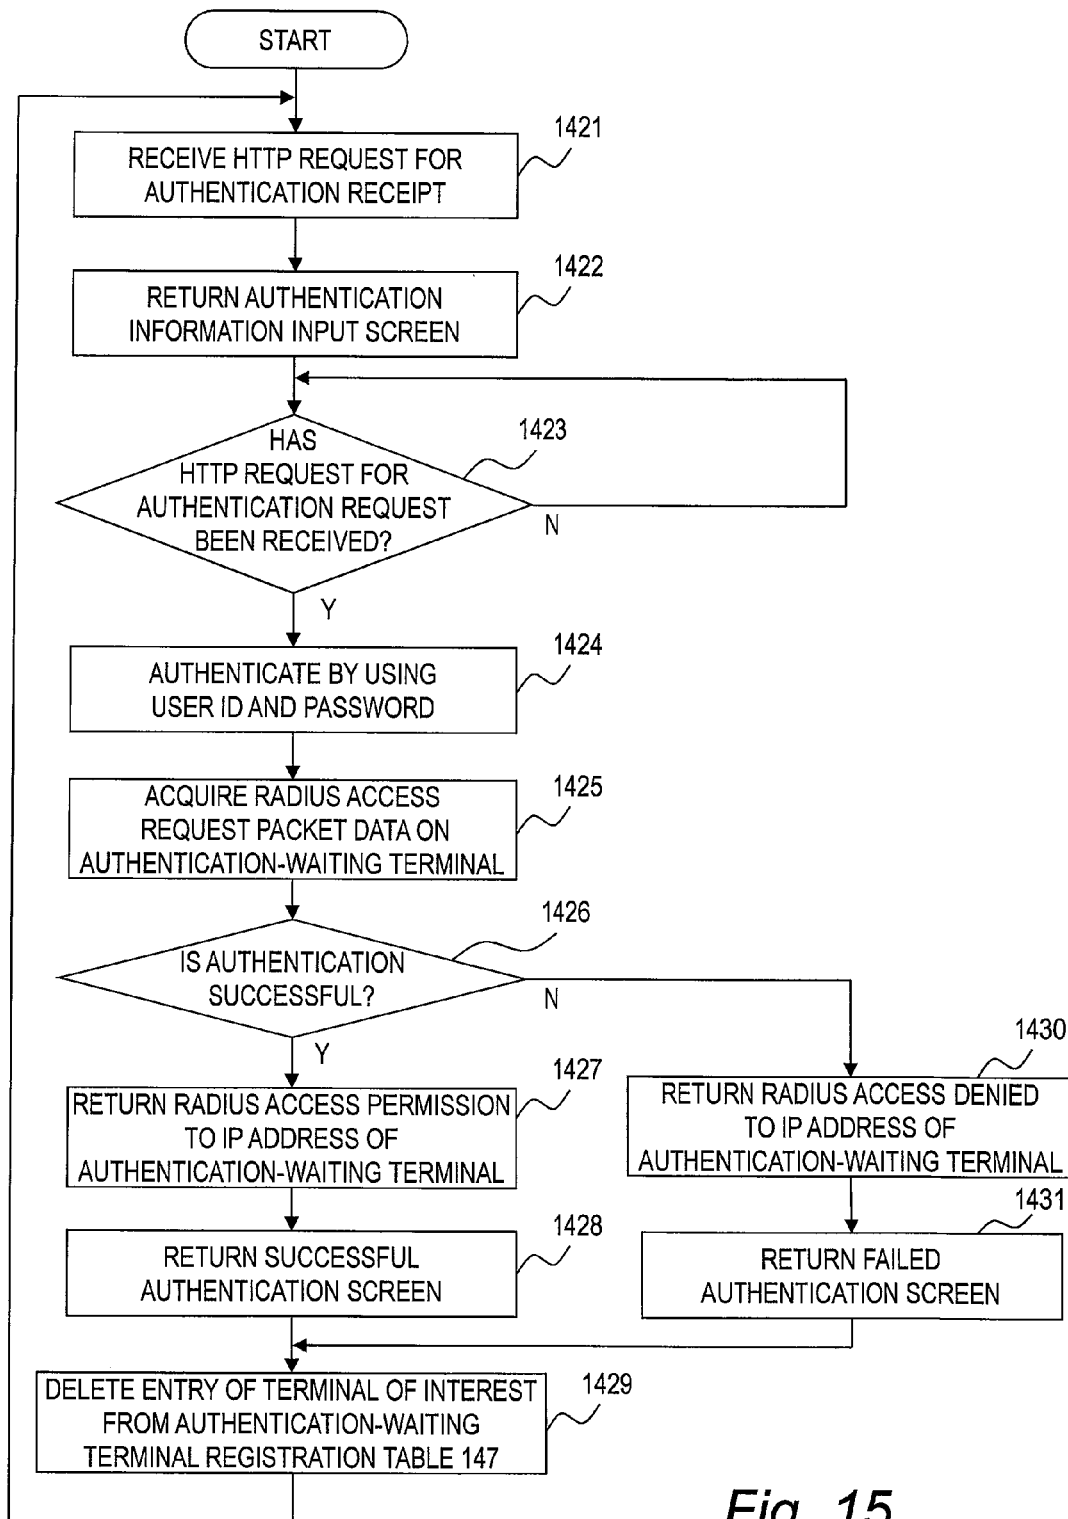 START
1421
RECEIVE HTTP REQUEST FOR
AUTHENTICATION RECEIPT
1422
RETURN AUTHENTICATION
INFORMATION INPUT SCREEN
1423
HAS
HTTP REQUEST FOR
AUTHENTICATION REQUEST
BEEN RECEIVED?
N
Y
1424
AUTHENTICATE BY USING
USER ID AND PASSWORD
1425
ACQUIRE RADIUS ACCESS
REQUEST PACKET DATA ON
AUTHENTICATION-WAITING TERMINAL
1426
IS AUTHENTICATION
SUCCESSFUL?
N
Y
1427
RETURN RADIUS ACCESS PERMISSION
TO IP ADDRESS OF
AUTHENTICATION-WAITING TERMINAL
1430
RETURN RADIUS ACCESS DENIED
TO IP ADDRESS OF
AUTHENTICATION-WAITING TERMINAL
1428
RETURN SUCCESSFUL
AUTHENTICATION SCREEN
1431
RETURN FAILED
AUTHENTICATION SCREEN
1429
DELETE ENTRY OF TERMINAL OF INTEREST
FROM AUTHENTICATION-WAITING
TERMINAL REGISTRATION TABLE 147
Fig. 15